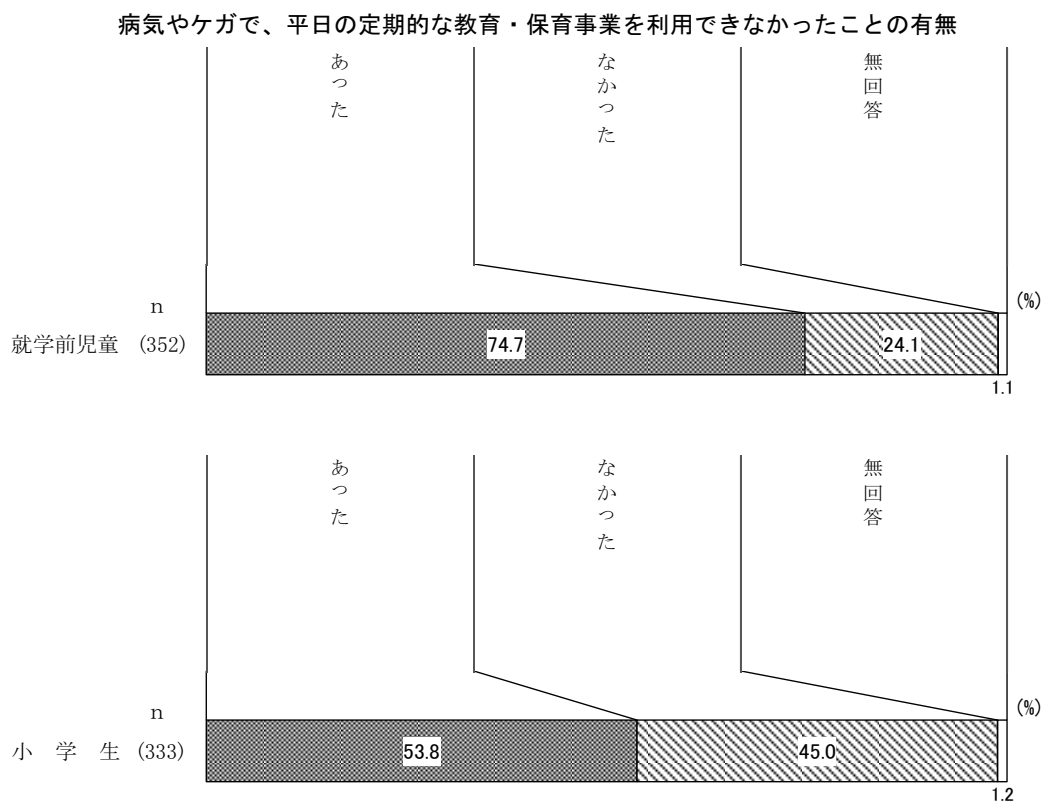 病気やケガで、平日の定期的な教育・保育事業を利用できなかったことの有無
あった
なかった
無回答
n
(%)
就学前児童 (352)
74.7
24.1
1.1
あった
なかった
無回答
n
(%)
小 学 生 (333)
53.8
45.0
1.2